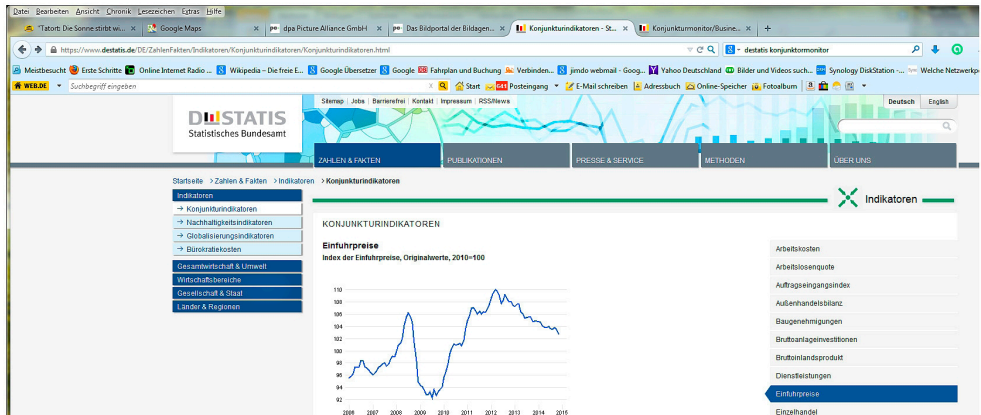 Datei Bearbeiten Ansicht Chronik Lesezeichen Extras Hilfe
"Tatort: Die Sonne stirbt wi... × Google Maps × dpa Picture Alliance GmbH × Das Bildportal der Bildagen... × Konjunkturindikatoren - St... × Konjunkturmonitor/Busine... × +
https://www.destatis.de/DE/ZahlenFakten/Indikatoren/Konjunkturindikatoren/Konjunkturindikatoren.html destatis konjunktormonitor
Meistbesucht Erste Schritte Online Internet Radio ... Wikipedia – Die freie E... Google Übersetzer Google Fahrplan und Buchung Verbinden... jimdo webmail - Goog... Yahoo Deutschland Bilder und Videos such... Synology DiskStation - ... Welche Netzwerkp
WEB.DE Suchbegriff eingeben Start Posteingang E-Mail schreiben Adressbuch Online-Speicher Fotoalbum
Sitemap | Jobs | Barrierefrei | Kontakt | Impressum | RSS/News Deutsch English
DESTATIS
Statistisches Bundesamt
ZAHLEN & FAKTEN PUBLIKATIONEN PRESSE & SERVICE METHODEN ÜBER UNS
Startseite > Zahlen & Fakten > Indikatoren > Konjunkturindikatoren
Indikatoren
→ Konjunkturindikatoren
→ Nachhaltigkeitsindikatoren
→ Globalisierungsindikatoren
→ Bürokratiekosten
Gesamtwirtschaft & Umwelt
Wirtschaftsbereiche
Gesellschaft & Staat
Länder & Regionen
Indikatoren
KONJUNKTURINDIKATOREN
Einfuhrpreise
Index der Einfuhrpreise, Originalwerte, 2010=100
110
108
106
104
102
100
98
96
94
92
2006 2007 2008 2009 2010 2011 2012 2013 2014 2015
Arbeitskosten
Arbeitslosenquote
Auftragseingangsindex
Außenhandelsbilanz
Baugenehmigungen
Bruttoanlageinvestitionen
Bruttoinlandsprodukt
Dienstleistungen
Einfuhrpreise
Einzelhandel